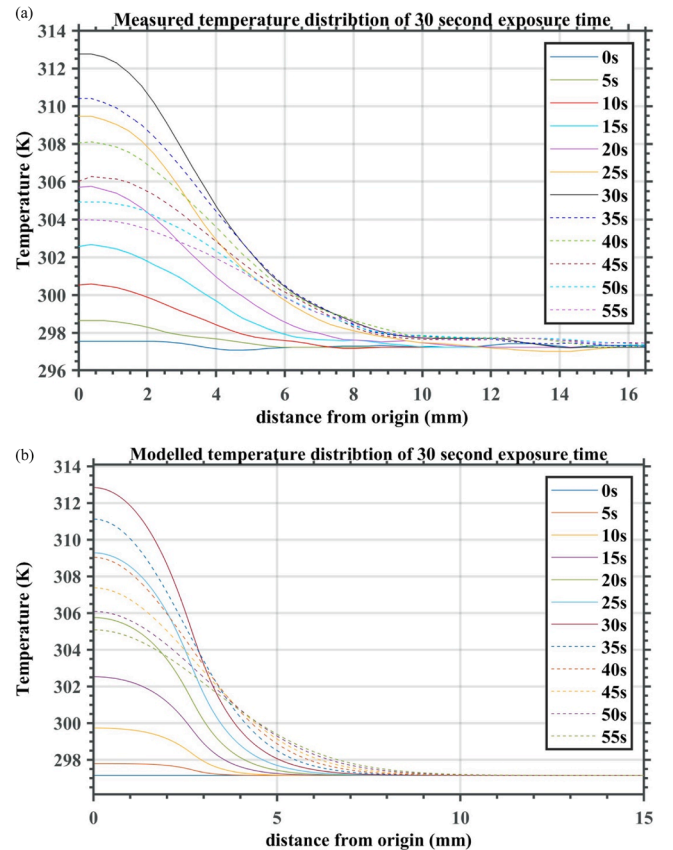 (a)
Measured temperature distribtion of 30 second exposure time
314
312
310
308
306
304
302
300
298
296
Temperature (K)
0s
5s
10s
15s
20s
25s
30s
35s
40s
45s
50s
55s
0 2 4 6 8 10 12 14 16
distance from origin (mm)
(b)
Modelled temperature distribtion of 30 second exposure time
314
312
310
308
306
304
302
300
298
Temperature (K)
0s
5s
10s
15s
20s
25s
30s
35s
40s
45s
50s
55s
0 5 10 15
distance from origin (mm)